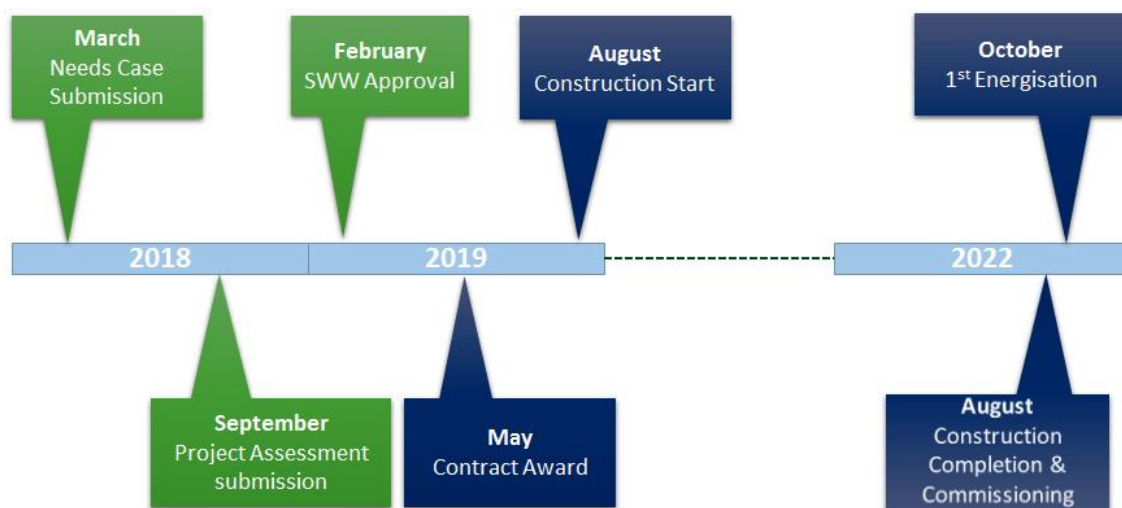 March
Needs Case
Submission
February
SWW Approval
August
Construction Start
October
1st Energisation
2018
2019
2022
September
Project Assessment
submission
May
Contract Award
August
Construction
Completion &
Commissioning